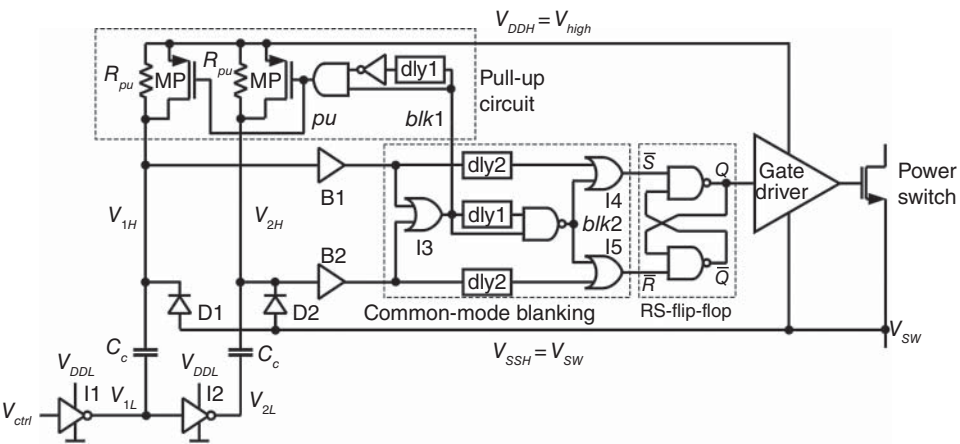 V_DDH = V_high
R_pu
MP
R_pu
MP
dly1
Pull-up
circuit
pu
blk1
dly2
S̅
Q
Gate
driver
Power
switch
B1
I4
V_1H
V_2H
dly1
I3
blk2
B2
I5
dly2
R̅
Q̅
D1
D2
Common-mode blanking
RS-flip-flop
V_SW
C_c
C_c
V_SSH = V_SW
V_DDL
I1
V_DDL
I2
V_1L
V_2L
V_ctrl